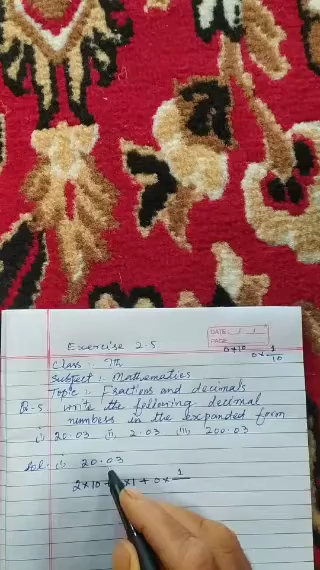 DATE: / /
PAGE
0×10
0× 1/10
Exercise 2.5
Class :- 7th
Subject :- Mathematics
Topic :- Fractions and decimals
Q-5 write the following decimal
numbers in the expanded form
i) 20.03 ii) 2.03 iii) 200.03
Sol. i) 20.03
2×10 ×1 + 0× 1